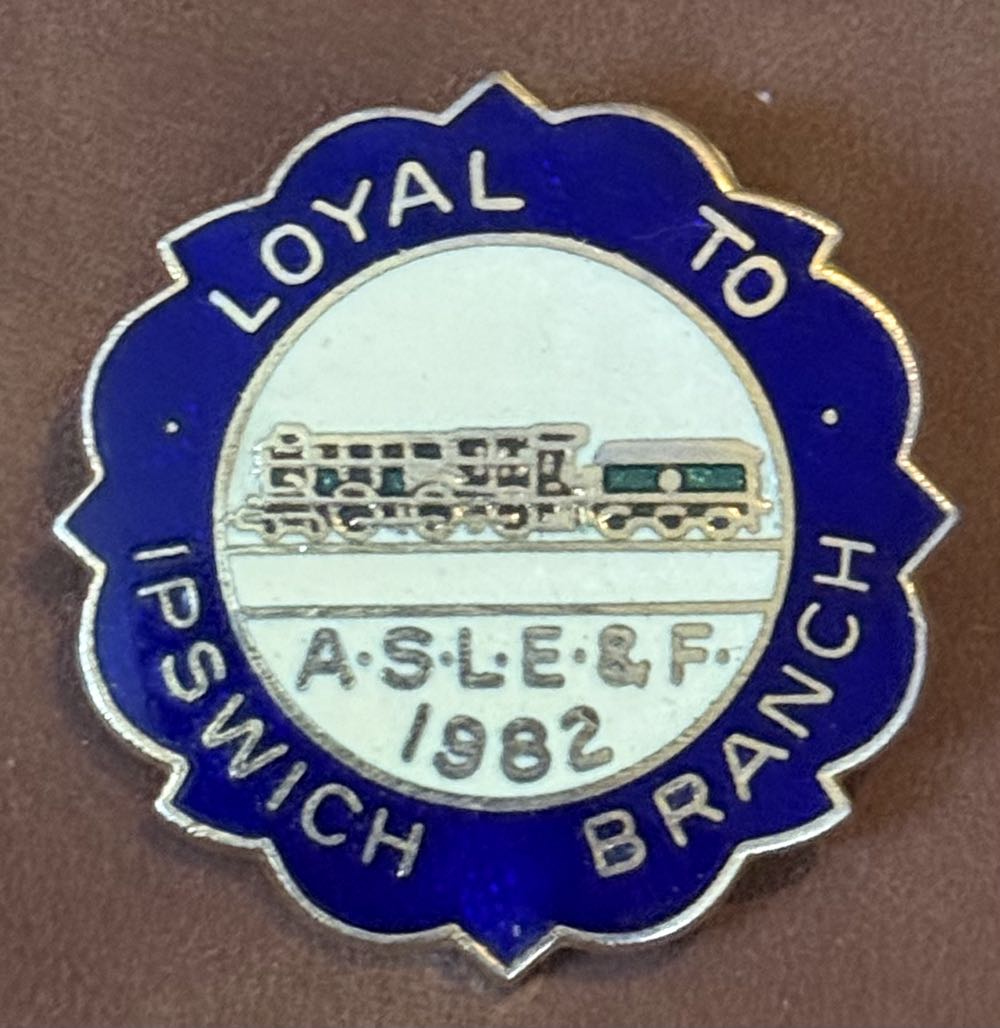 LOYAL TO
A·S·L·E·& F·
1982
IPSWICH BRANCH